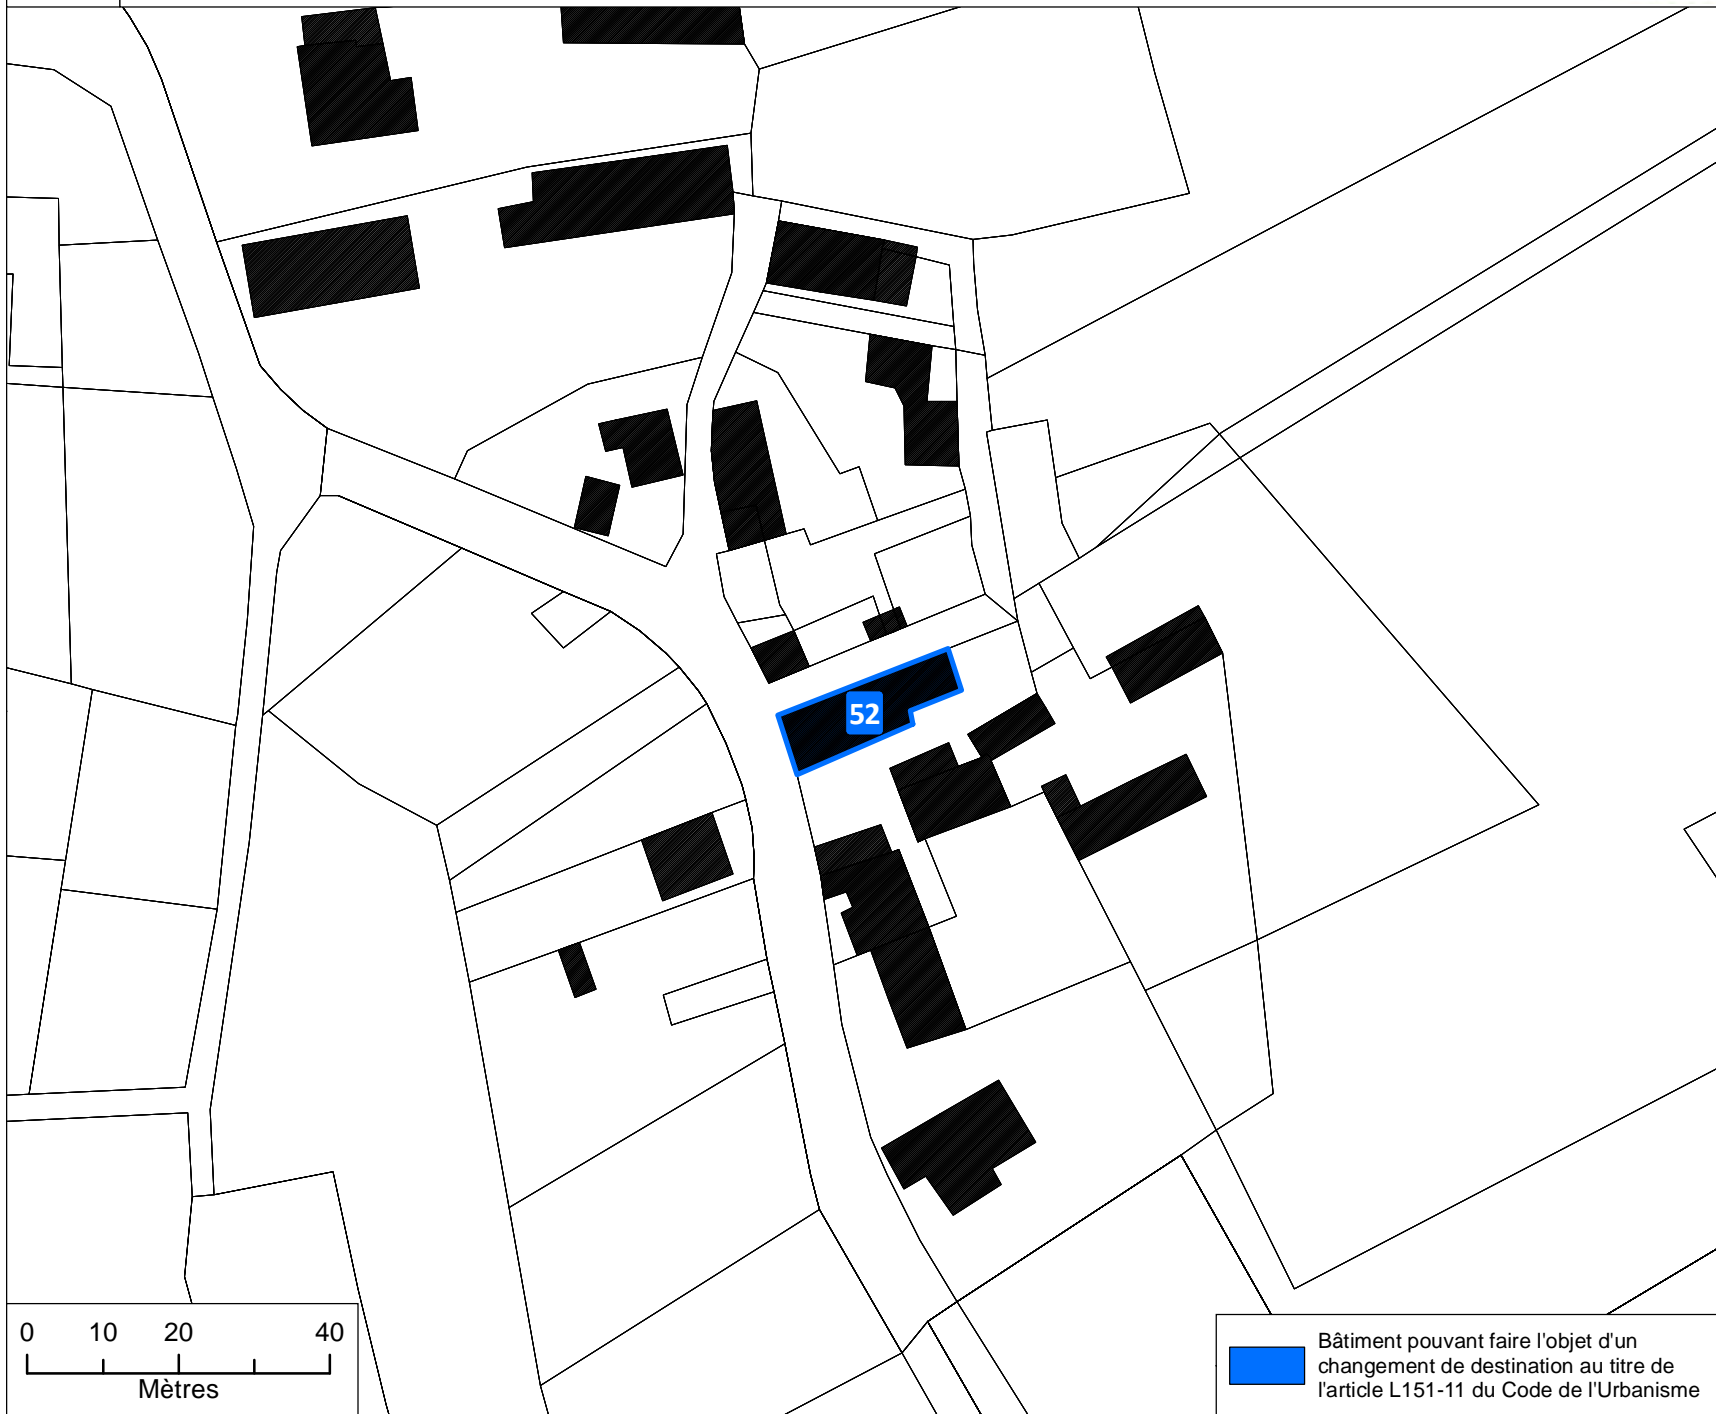 52
0 10 20 40
Mètres
Bâtiment pouvant faire l'objet d'un
changement de destination au titre de
l'article L151-11 du Code de l'Urbanisme